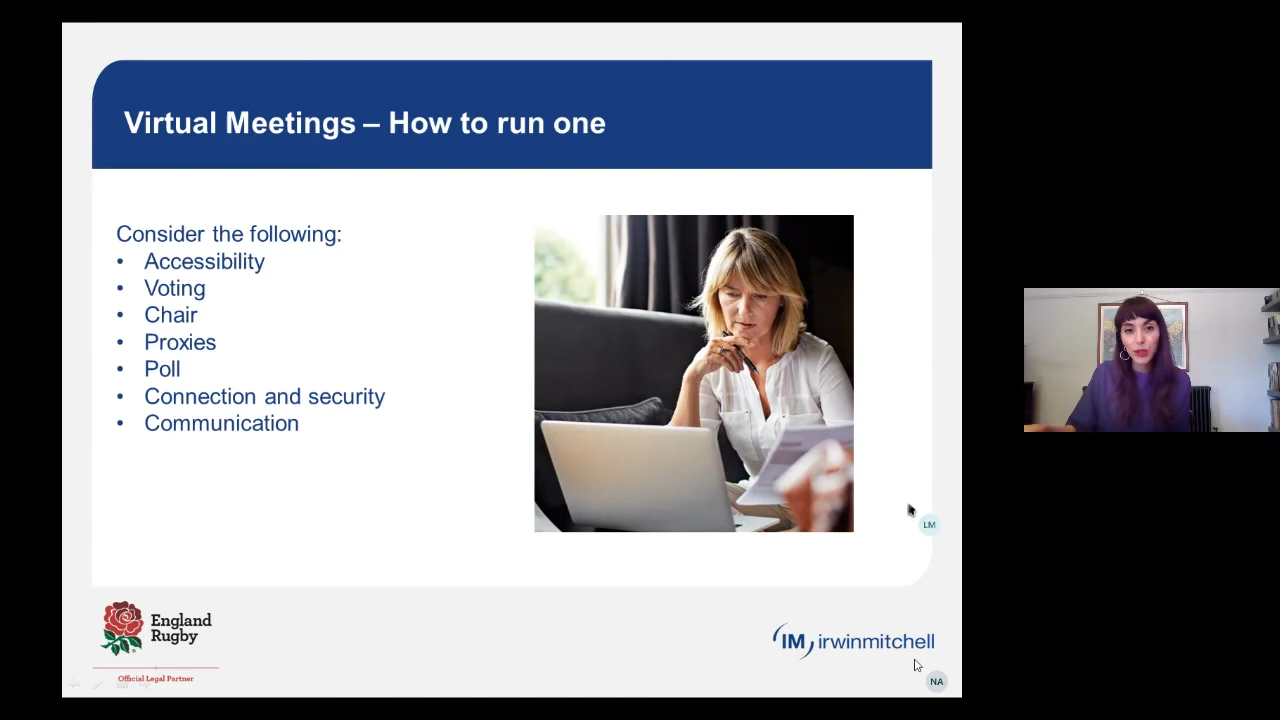 Virtual Meetings – How to run one
Consider the following:
• Accessibility
• Voting
• Chair
• Proxies
• Poll
• Connection and security
• Communication
LM
England
Rugby
Official Legal Partner
IM irwinmitchell
NA